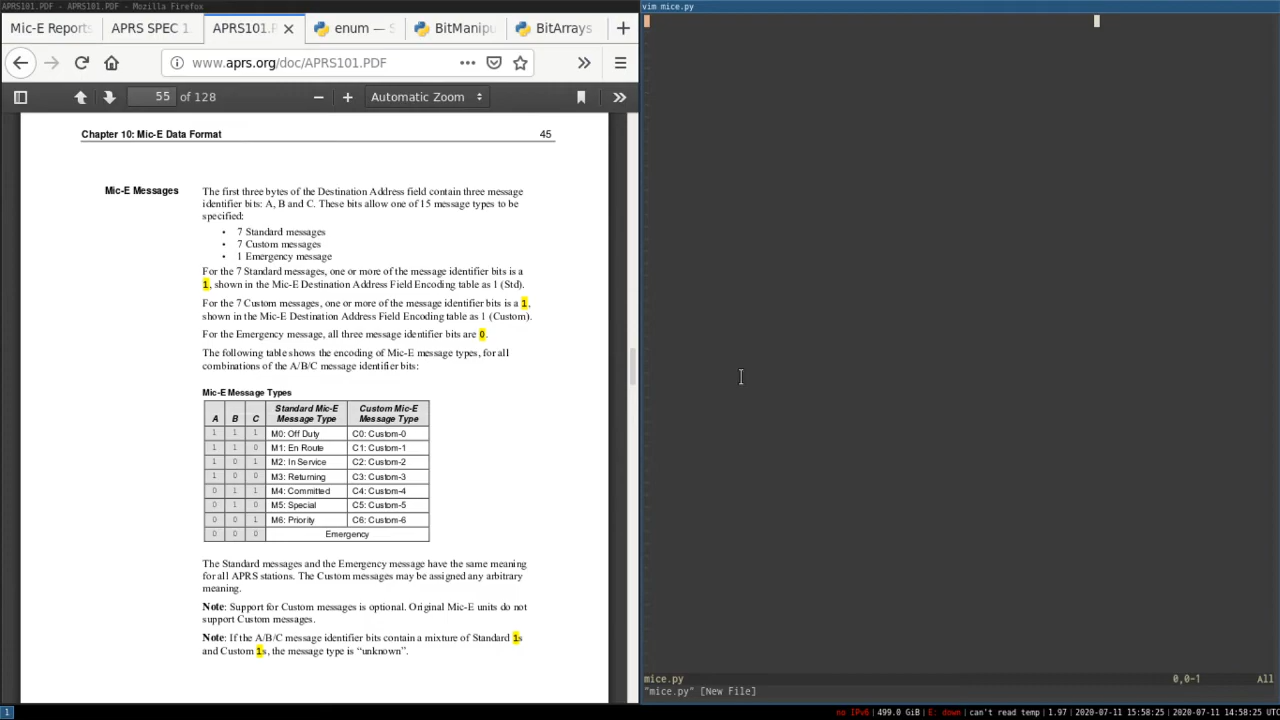 APRS101.PDF - Mozilla Firefox
vim mice.py
Mic-E Reports
APRS SPEC 1.
APRS101.P
enum — S
BitManipu
BitArrays
www.aprs.org/doc/APRS101.PDF
55 of 128
Automatic Zoom
Chapter 10: Mic-E Data Format 45
Mic-E Messages
The first three bytes of the Destination Address field contain three message
identifier bits: A, B and C. These bits allow one of 15 message types to be
specified:
• 7 Standard messages
• 7 Custom messages
• 1 Emergency message
For the 7 Standard messages, one or more of the message identifier bits is a
1, shown in the Mic-E Destination Address Field Encoding table as 1 (Std).
For the 7 Custom messages, one or more of the message identifier bits is a 1,
shown in the Mic-E Destination Address Field Encoding table as 1 (Custom).
For the Emergency message, all three message identifier bits are 0.
The following table shows the encoding of Mic-E message types, for all
combinations of the A/B/C message identifier bits:
Mic-E Message Types
A B C Standard Mic-E Message Type Custom Mic-E Message Type
1 1 1 M0: Off Duty C0: Custom-0
1 1 0 M1: En Route C1: Custom-1
1 0 1 M2: In Service C2: Custom-2
1 0 0 M3: Returning C3: Custom-3
0 1 1 M4: Committed C4: Custom-4
0 1 0 M5: Special C5: Custom-5
0 0 1 M6: Priority C6: Custom-6
0 0 0 Emergency
The Standard messages and the Emergency message have the same meaning
for all APRS stations. The Custom messages may be assigned any arbitrary
meaning.
Note: Support for Custom messages is optional. Original Mic-E units do not
support Custom messages.
Note: If the A/B/C message identifier bits contain a mixture of Standard 1s
and Custom 1s, the message type is “unknown”.
mice.py 0,0-1 All
"mice.py" [New File]
1
no IPv6 | 499.0 GiB | E: down | can't read temp | 1.97 | 2020-07-11 15:58:25 | 2020-07-11 14:58:25 UTC